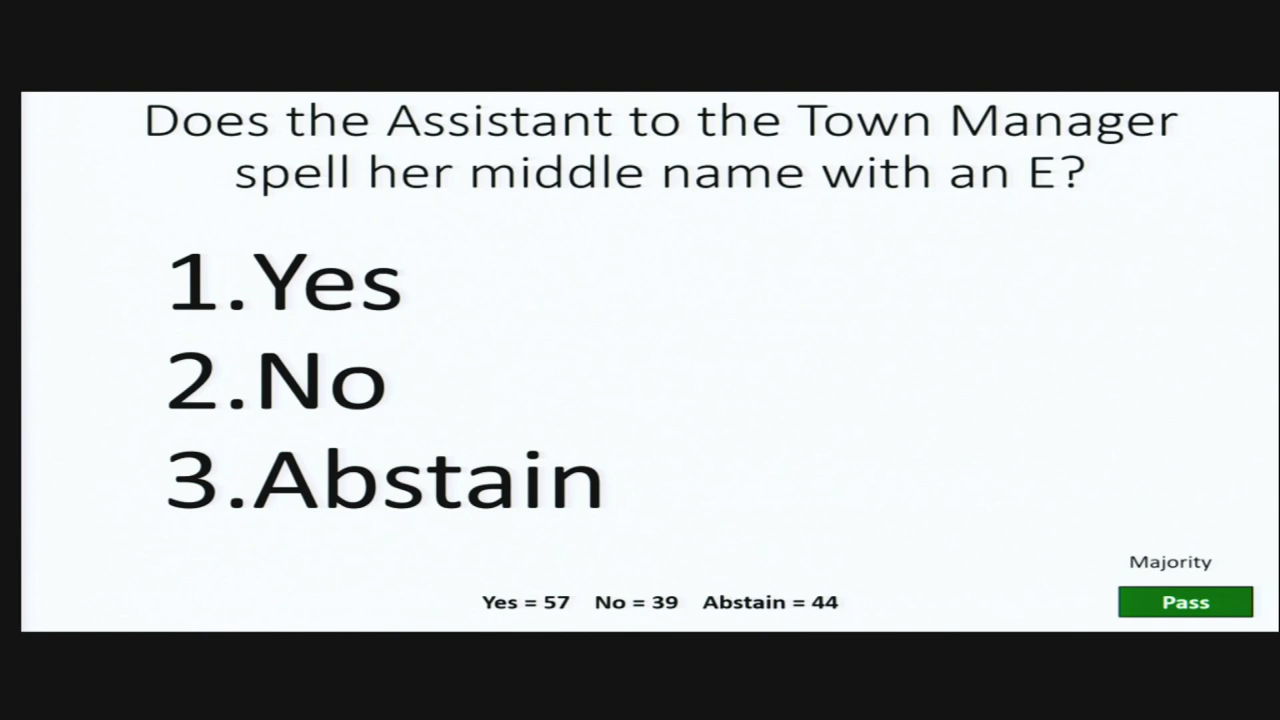 Does the Assistant to the Town Manager
spell her middle name with an E?
1.Yes
2.No
3.Abstain
Majority
Yes = 57 No = 39 Abstain = 44
Pass